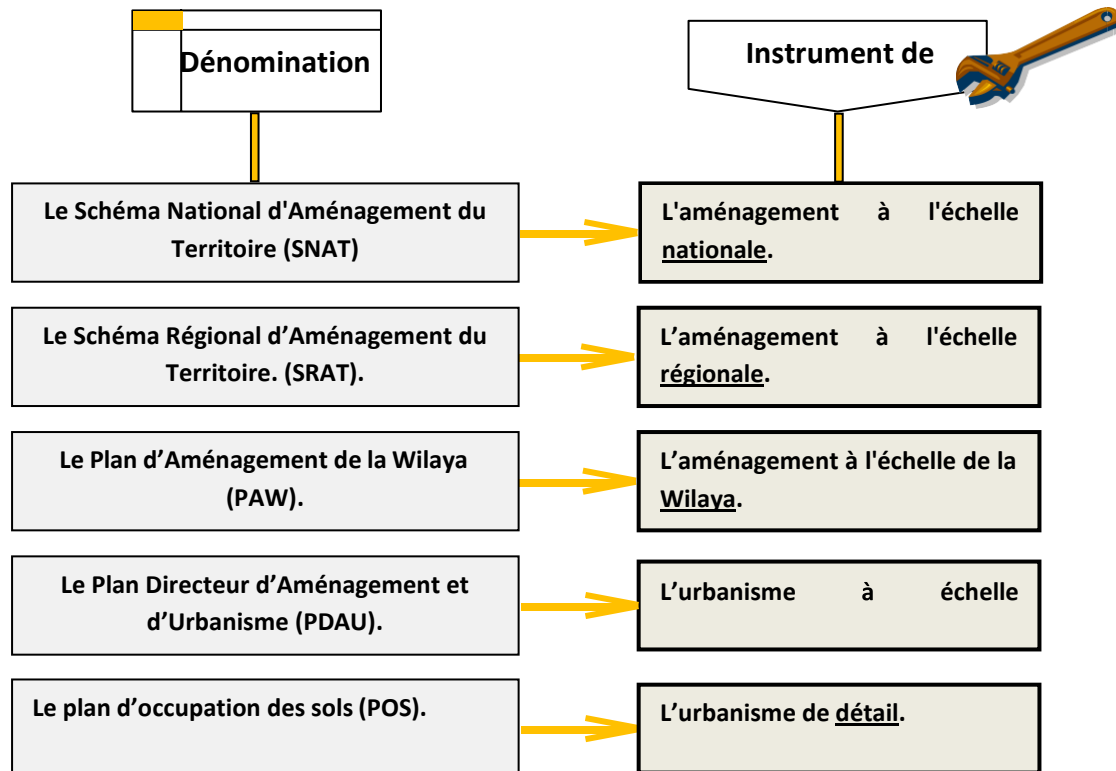 Dénomination
Instrument de
Le Schéma National d'Aménagement du
Territoire (SNAT)
L'aménagement à l'échelle
nationale.
Le Schéma Régional d’Aménagement du
Territoire. (SRAT).
L’aménagement à l'échelle
régionale.
Le Plan d’Aménagement de la Wilaya
(PAW).
L’aménagement à l'échelle de la
Wilaya.
Le Plan Directeur d’Aménagement et
d’Urbanisme (PDAU).
L’urbanisme à échelle
Le plan d’occupation des sols (POS).
L’urbanisme de détail.